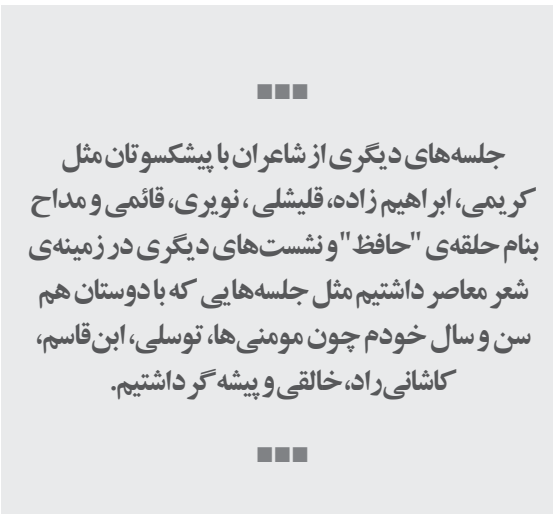 جلسه‌های دیگری از شاعران با پیشکسوتان مثل
کریمی، ابراهیم زاده، قلیشلی، نویری، قائمی و مداح
بنام حلقه‌ی "حافظ" و نشست‌های دیگری در زمینه‌ی
شعر معاصر داشتیم مثل جلسه‌هایی که با دوستان هم
سن و سال خودم چون مومنی‌ها، توسلی، ابن‌قاسم،
کاشانی‌راد، خالقی و پیشه گر داشتیم.